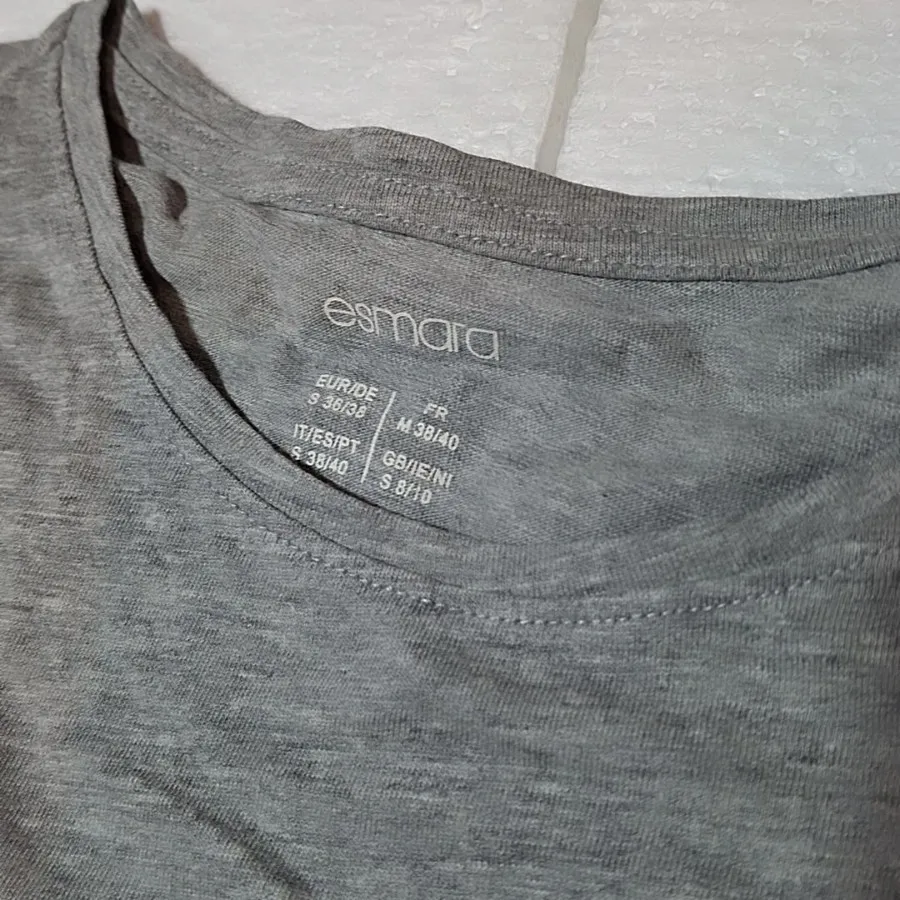 esmara
EUR/DE
S 36/38
FR
M 38/40
IT/ES/PT
S 38/40
GB/IE/NI
S 8/10